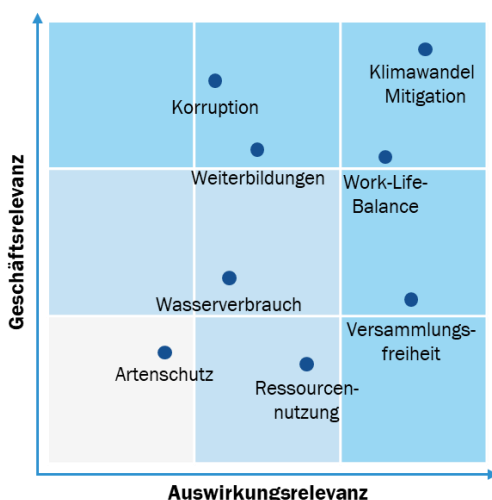 Geschäftsrelevanz
Klimawandel
Mitigation
Korruption
Weiterbildungen
Work-Life-
Balance
Wasserverbrauch
Versammlungs-
freiheit
Artenschutz
Ressourcen-
nutzung
Auswirkungsrelevanz